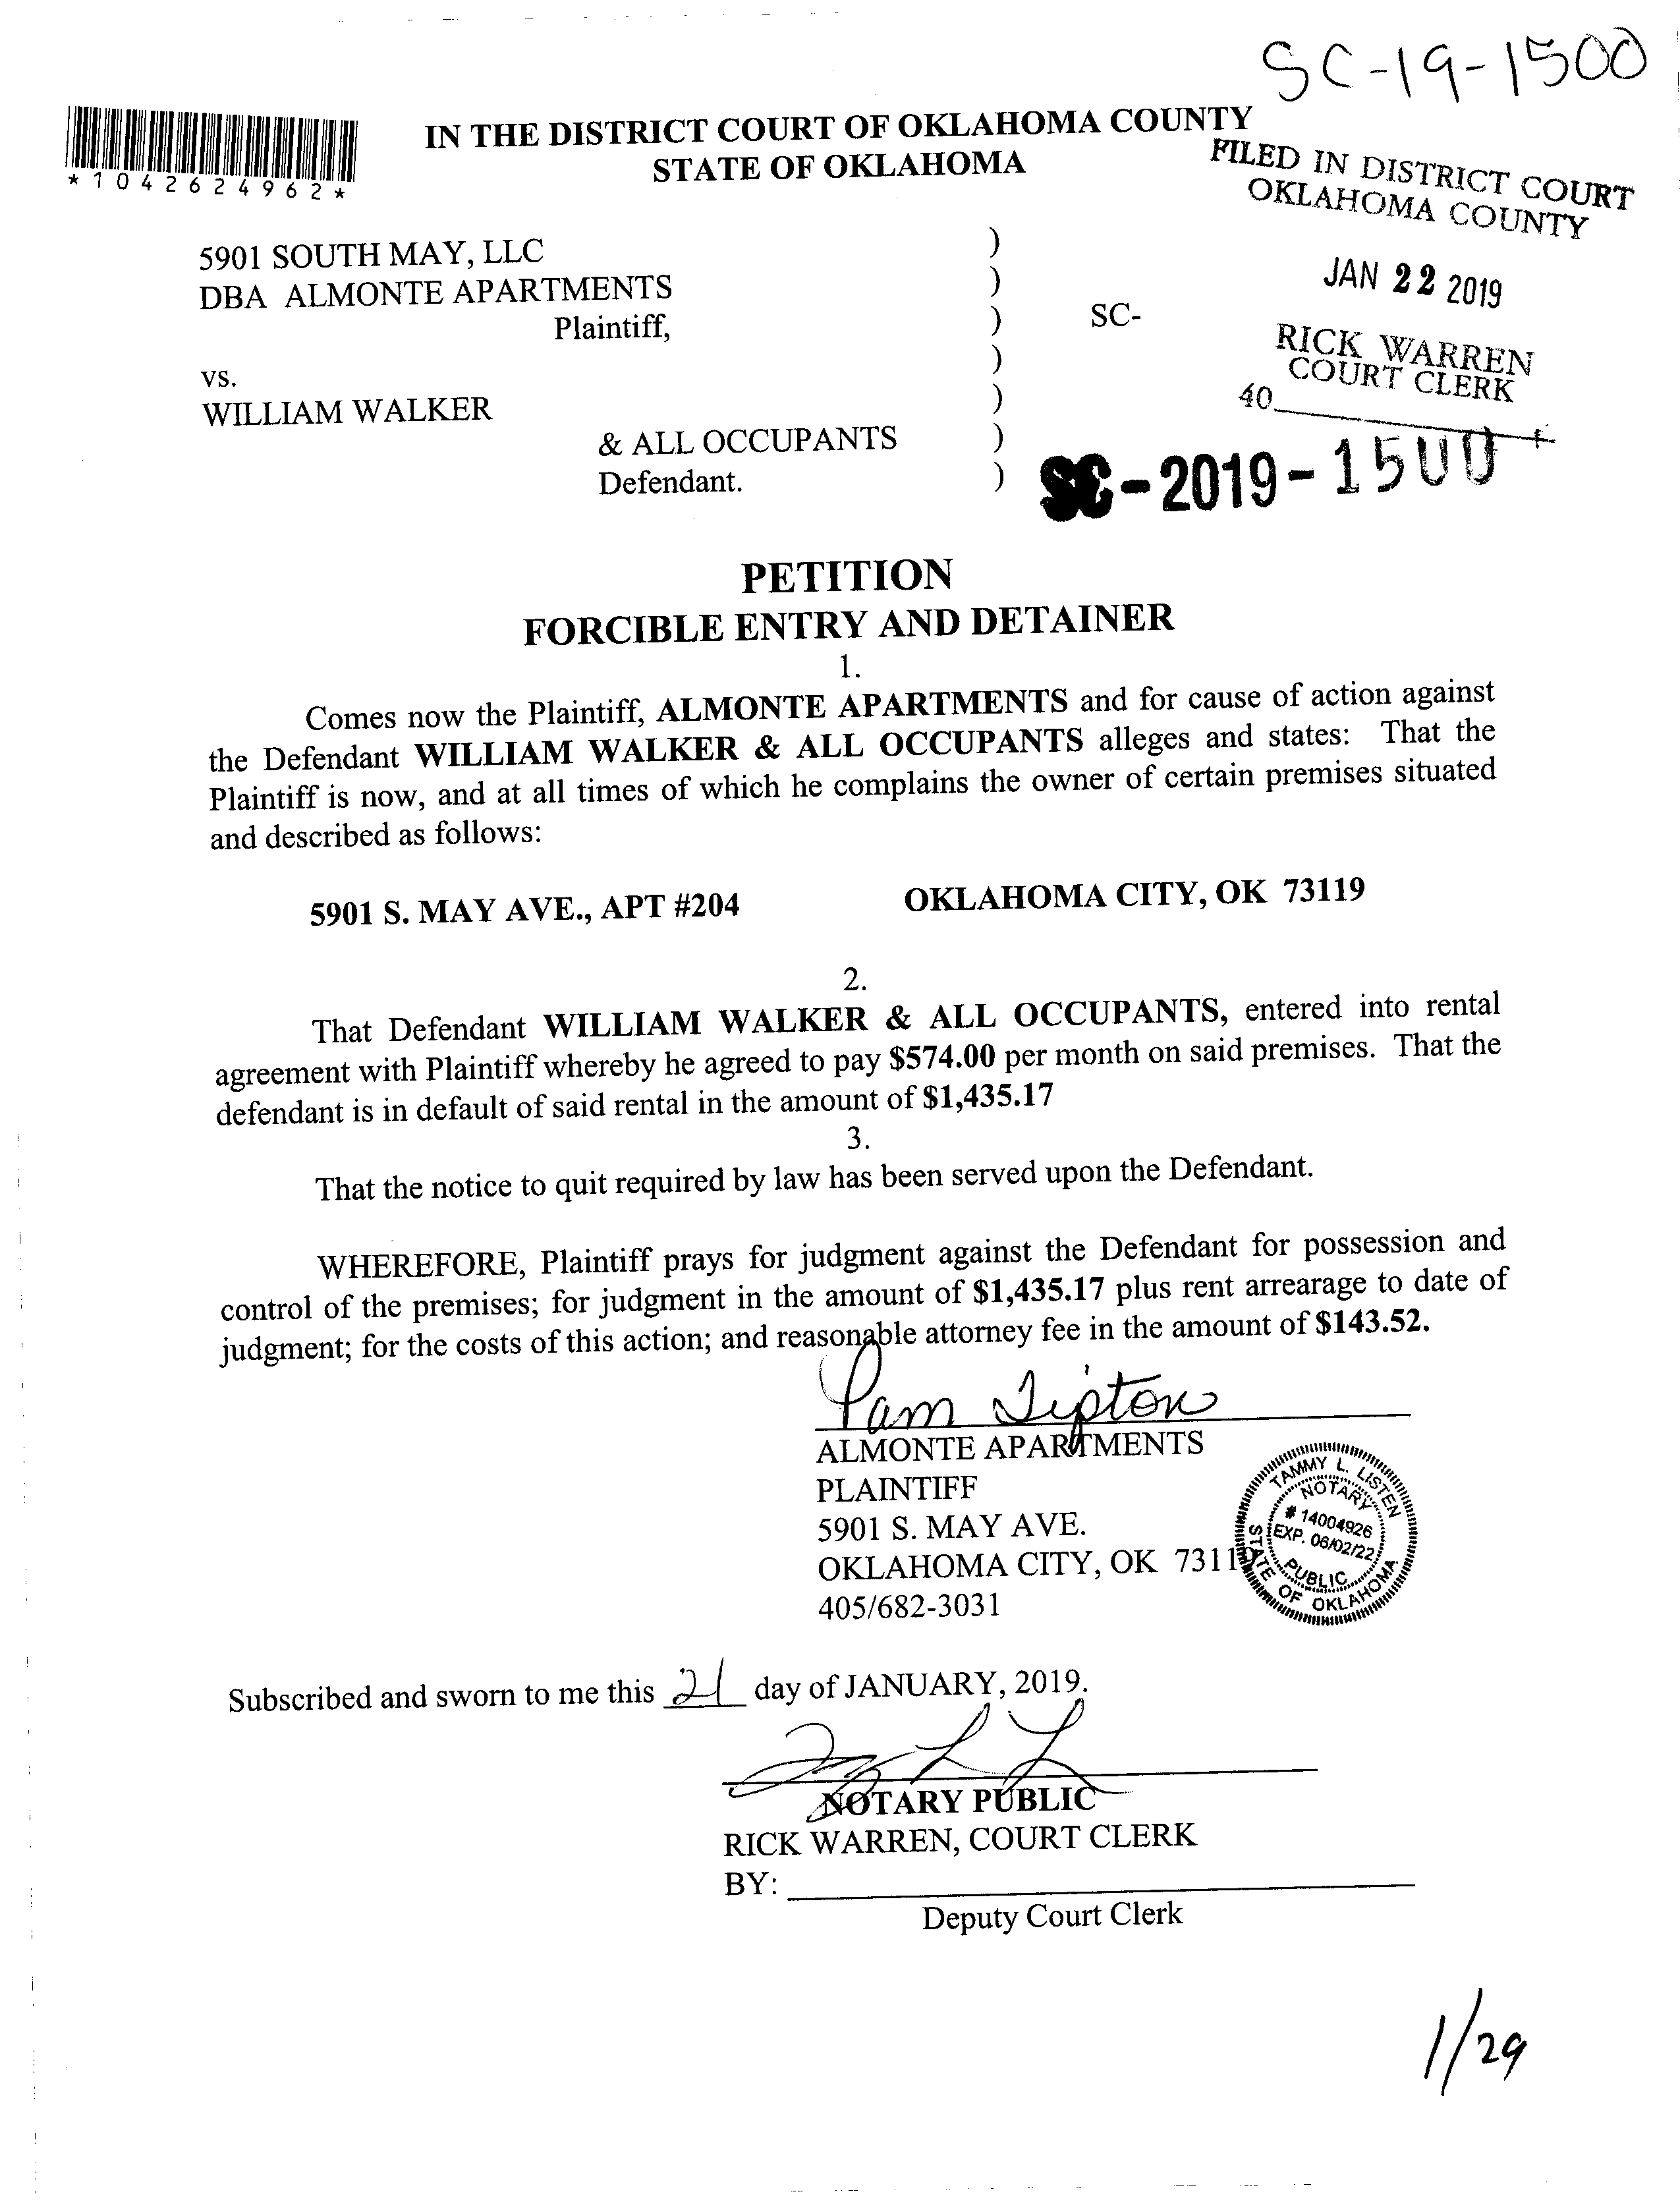 SC-19-1500
*1042624962*
IN THE DISTRICT COURT OF OKLAHOMA COUNTY
STATE OF OKLAHOMA
FILED IN DISTRICT COURT
OKLAHOMA COUNTY
JAN 22 2019
RICK WARREN
COURT CLERK
40
5901 SOUTH MAY, LLC )
DBA ALMONTE APARTMENTS )
Plaintiff, ) SC-
)
vs.
WILLIAM WALKER )
& ALL OCCUPANTS )
Defendant. )
SC-2019-1500
PETITION
FORCIBLE ENTRY AND DETAINER
1.
Comes now the Plaintiff, ALMONTE APARTMENTS and for cause of action against
the Defendant WILLIAM WALKER & ALL OCCUPANTS alleges and states: That the
Plaintiff is now, and at all times of which he complains the owner of certain premises situated
and described as follows:
5901 S. MAY AVE., APT #204 OKLAHOMA CITY, OK 73119
2.
That Defendant WILLIAM WALKER & ALL OCCUPANTS, entered into rental
agreement with Plaintiff whereby he agreed to pay $574.00 per month on said premises. That the
defendant is in default of said rental in the amount of $1,435.17
3.
That the notice to quit required by law has been served upon the Defendant.
WHEREFORE, Plaintiff prays for judgment against the Defendant for possession and
control of the premises; for judgment in the amount of $1,435.17 plus rent arrearage to date of
judgment; for the costs of this action; and reasonable attorney fee in the amount of $143.52.
Pam Tipton
ALMONTE APARTMENTS
PLAINTIFF
5901 S. MAY AVE.
OKLAHOMA CITY, OK 73119
405/682-3031
TAMMY L. LISTEN
NOTARY
# 14004926
EXP. 06/02/22
PUBLIC
STATE OF OKLAHOMA
Subscribed and sworn to me this 21 day of JANUARY, 2019.
NOTARY PUBLIC
RICK WARREN, COURT CLERK
BY:
Deputy Court Clerk
1/29